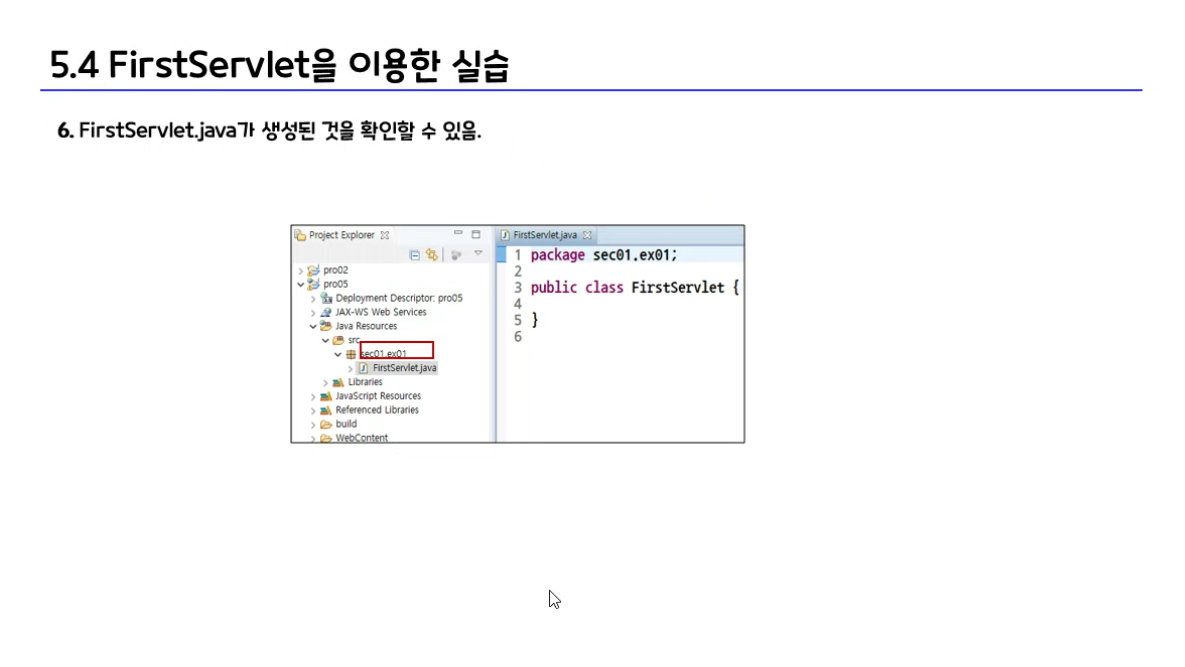 5.4 FirstServlet을 이용한 실습
6. FirstServlet.java가 생성된 것을 확인할 수 있음.
Project Explorer
pro02
pro05
Deployment Descriptor: pro05
JAX-WS Web Services
Java Resources
src
sec01.ex01
FirstServlet.java
Libraries
JavaScript Resources
Referenced Libraries
build
WebContent
FirstServlet.java
1 package sec01.ex01;
2
3 public class FirstServlet {
4
5 }
6